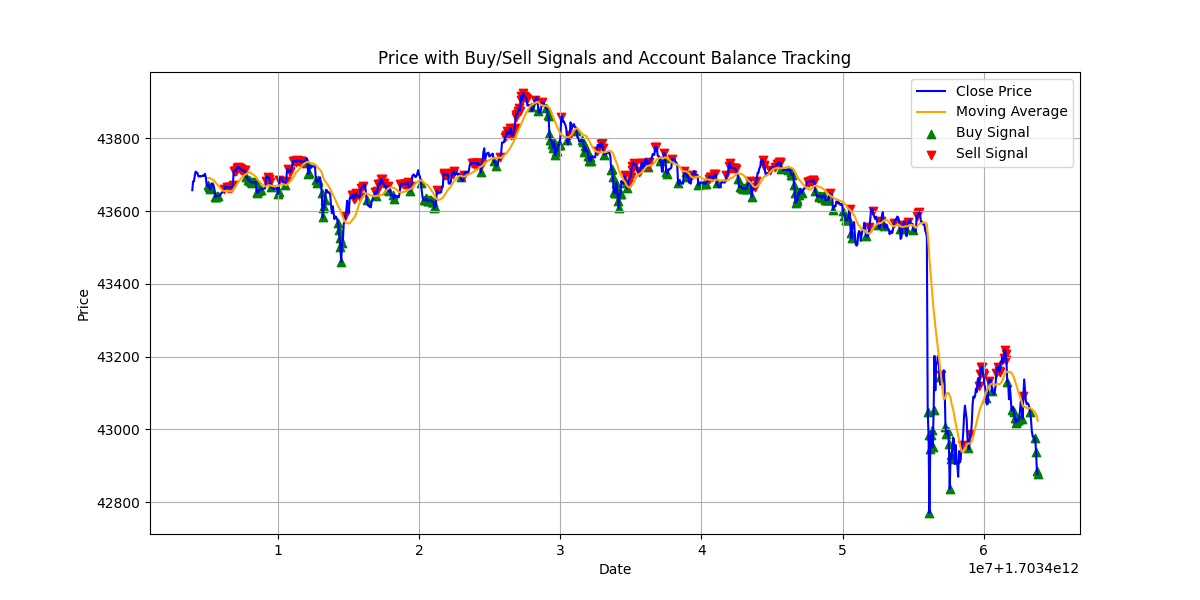 Price with Buy/Sell Signals and Account Balance Tracking
Close Price
Moving Average
Buy Signal
Sell Signal
43800
43600
43400
43200
43000
42800
Price
1 2 3 4 5 6
Date
1e7+1.7034e12